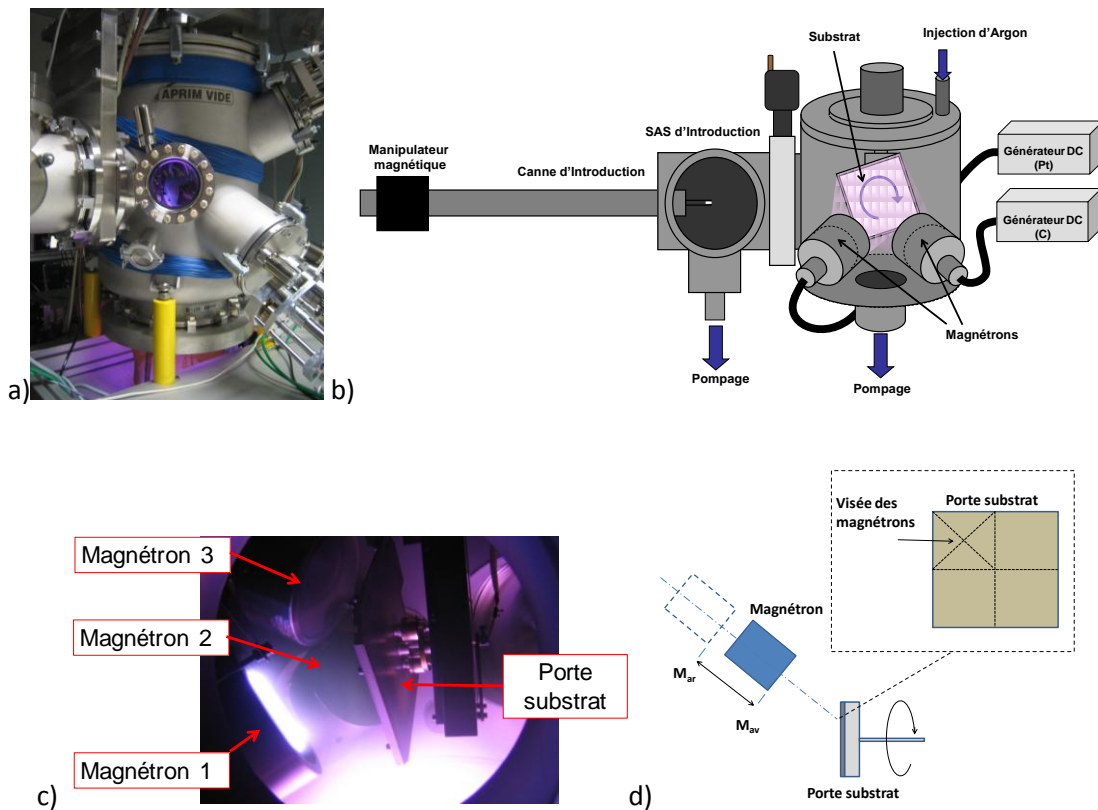 APRIM VIDE
a)
b)
Substrat
Injection d'Argon
SAS d'Introduction
Manipulateur
magnétique
Canne d'Introduction
Générateur DC
(Pt)
Générateur DC
(C)
Magnétrons
Pompage
Pompage
Magnétron 3
Magnétron 2
Magnétron 1
Porte
substrat
c)
Visée des
magnétrons
Porte substrat
Magnétron
Mar
Mav
Porte substrat
d)